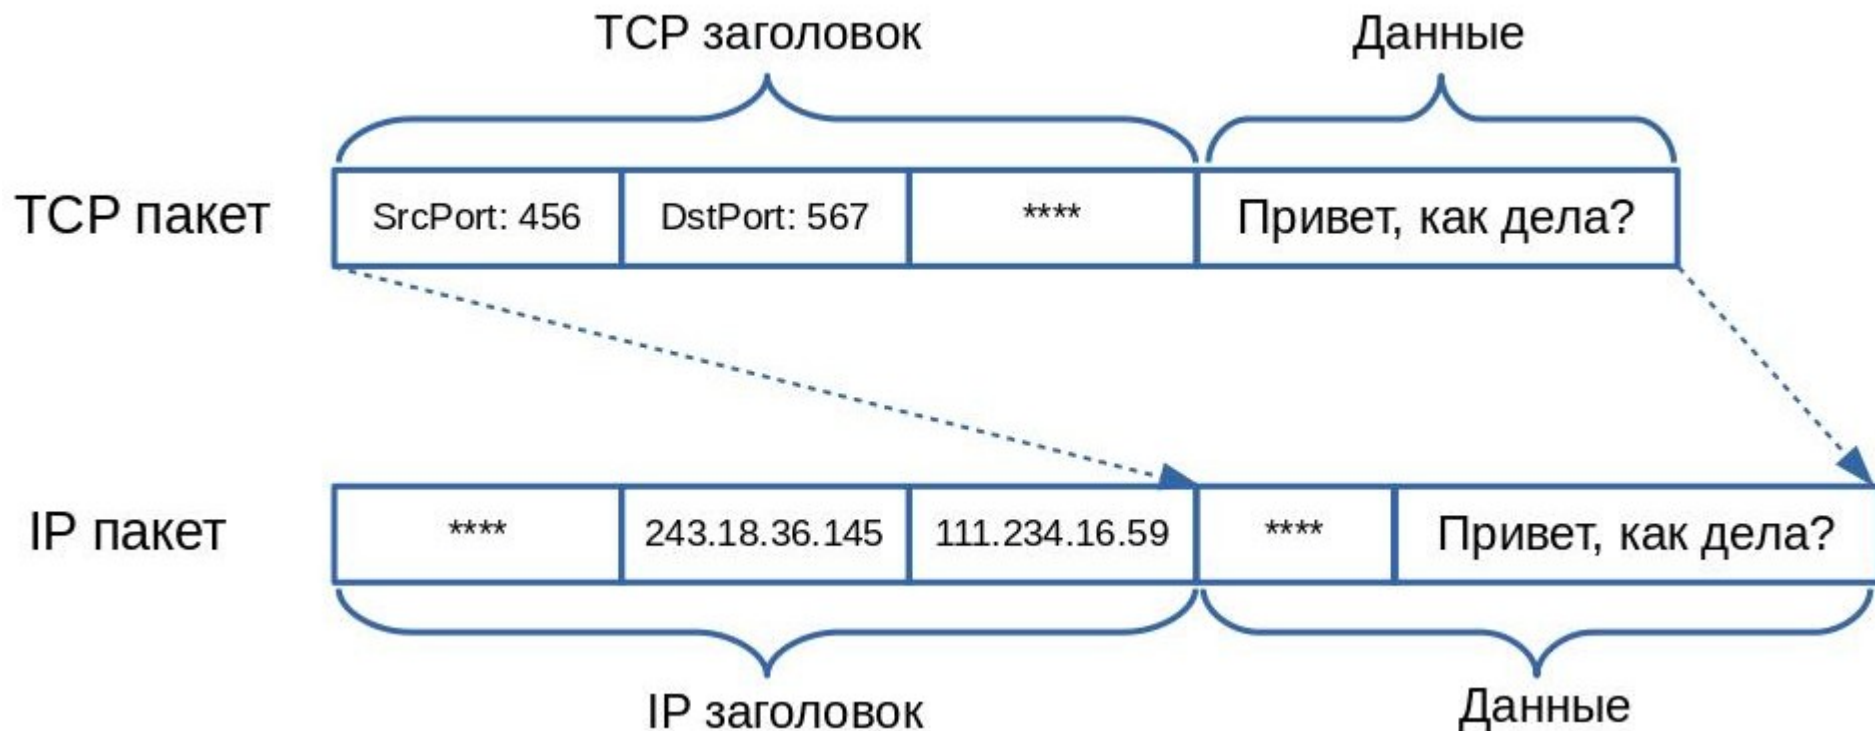 TCP заголовок
Данные
TCP пакет
SrcPort: 456
DstPort: 567
****
Привет, как дела?
IP пакет
****
243.18.36.145
111.234.16.59
****
Привет, как дела?
IP заголовок
Данные